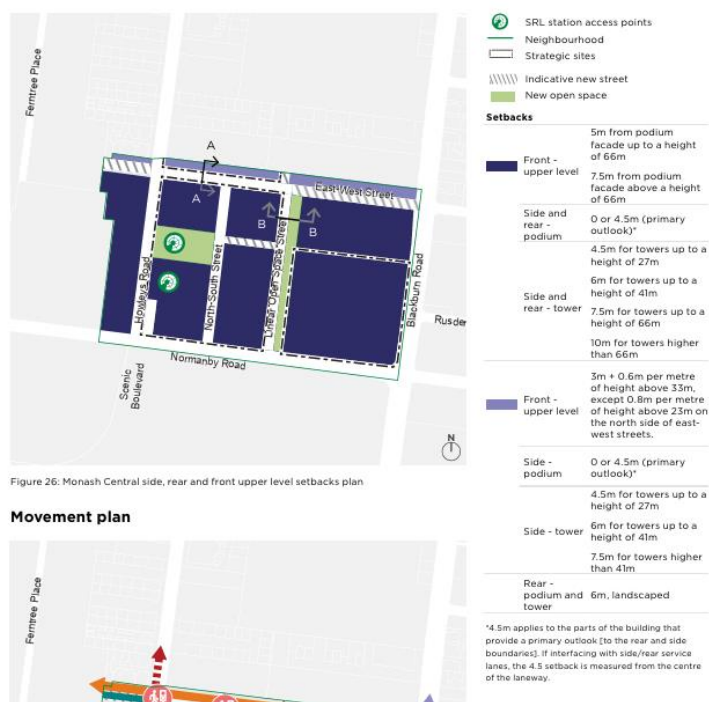 SRL station access points
Neighbourhood
Strategic sites
Indicative new street
New open space
Setbacks
Front -
upper level
5m from podium
facade up to a height
of 66m
7.5m from podium
facade above a height
of 66m
Side and
rear -
podium
0 or 4.5m (primary
outlook)*
Side and
rear - tower
4.5m for towers up to a
height of 27m
6m for towers up to a
height of 41m
7.5m for towers up to a
height of 66m
10m for towers higher
than 66m
Front -
upper level
3m + 0.6m per metre
of height above 33m,
except 0.8m per metre
of height above 23m on
the north side of east-
west streets.
Side -
podium
0 or 4.5m (primary
outlook)*
Side - tower
4.5m for towers up to a
height of 27m
6m for towers up to a
height of 41m
7.5m for towers higher
than 41m
Rear -
podium and
tower
6m, landscaped
*4.5m applies to the parts of the building that
provide a primary outlook [to the rear and side
boundaries]. If interfacing with side/rear service
lanes, the 4.5 setback is measured from the centre
of the laneway.
Ferntree Place
A
A
East-West Street
B
B
Howleys Road
North-South Street
Linear Open Space Street
Blackburn Road
Rusden
Normanby Road
Scenic
Boulevard
N
Figure 26: Monash Central side, rear and front upper level setbacks plan
Movement plan
Ferntree Place